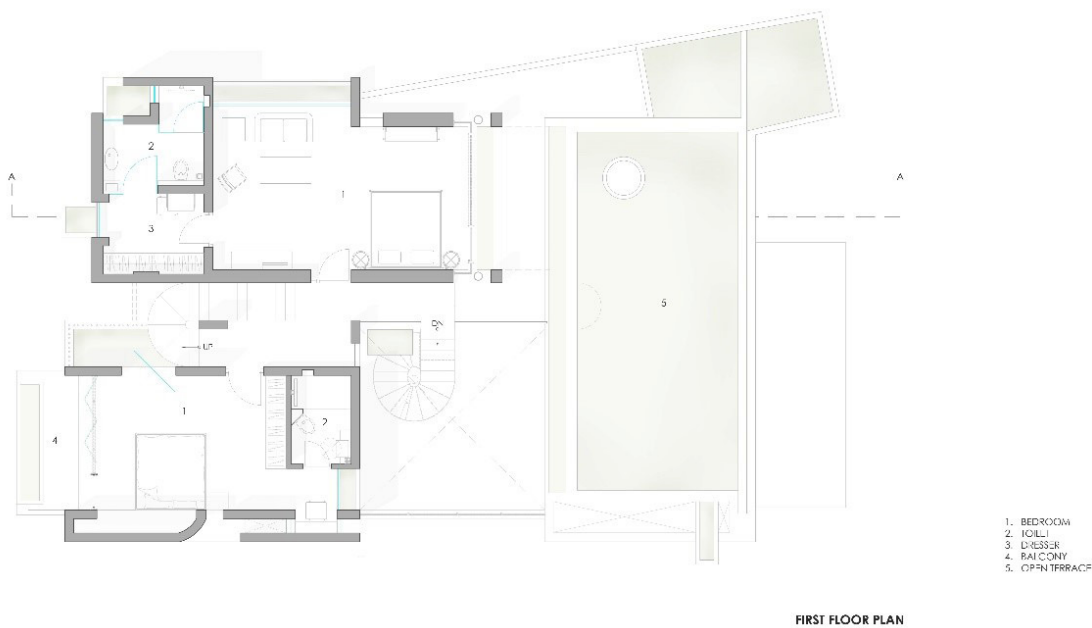 2
A
A
1
3
5
UP
1
2
4
1. BEDROOM
2. TOILET
3. DRESSER
4. BALCONY
5. OPEN TERRACE
FIRST FLOOR PLAN